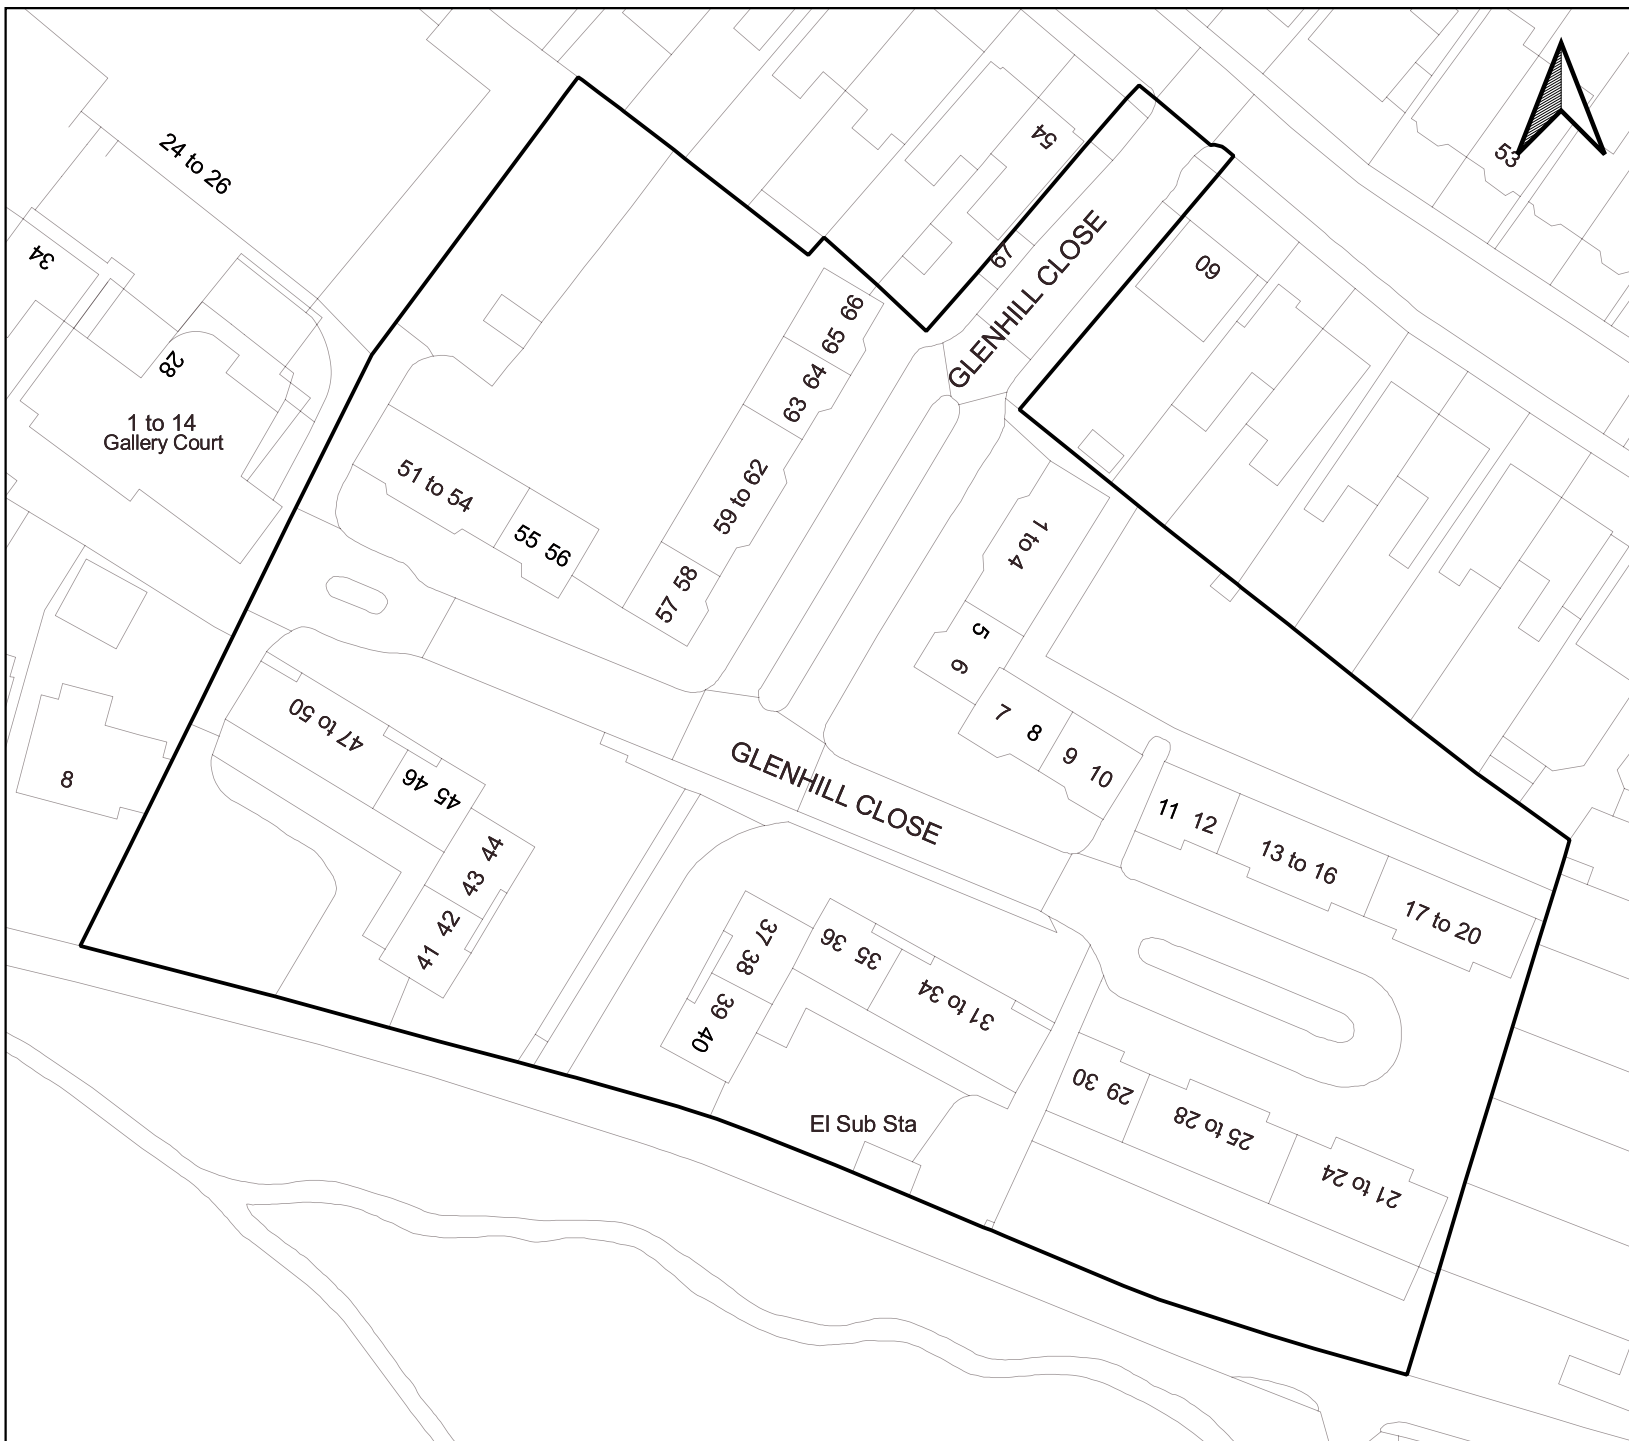 24 to 26
54
53
34
67
60
GLENHILL CLOSE
28
1 to 14
Gallery Court
66
65
64
63
51 to 54
55 56
59 to 62
58
57
1 to 4
5
6
7 8
9 10
8
47 to 50
45 46
GLENHILL CLOSE
11 12
13 to 16
17 to 20
44
43
42
41
37 38
39 40
35 36
31 to 34
El Sub Sta
29 30
25 to 28
21 to 24